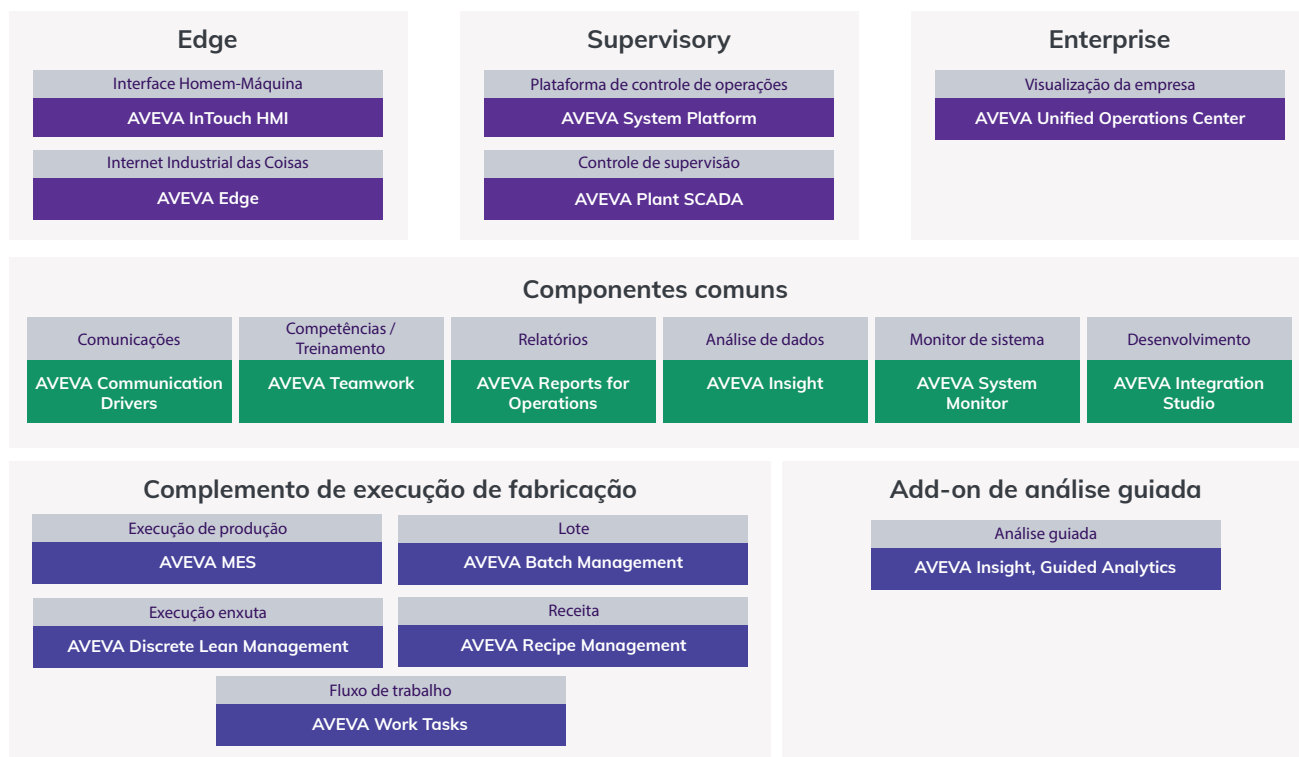 Edge
Interface Homem-Máquina
AVEVA InTouch HMI
Internet Industrial das Coisas
AVEVA Edge
Supervisory
Plataforma de controle de operações
AVEVA System Platform
Controle de supervisão
AVEVA Plant SCADA
Enterprise
Visualização da empresa
AVEVA Unified Operations Center
Componentes comuns
Comunicações
AVEVA Communication
Drivers
Competências /
Treinamento
AVEVA Teamwork
Relatórios
AVEVA Reports for
Operations
Análise de dados
AVEVA Insight
Monitor de sistema
AVEVA System
Monitor
Desenvolvimento
AVEVA Integration
Studio
Complemento de execução de fabricação
Execução de produção
AVEVA MES
Lote
AVEVA Batch Management
Execução enxuta
AVEVA Discrete Lean Management
Receita
AVEVA Recipe Management
Fluxo de trabalho
AVEVA Work Tasks
Add-on de análise guiada
Análise guiada
AVEVA Insight, Guided Analytics